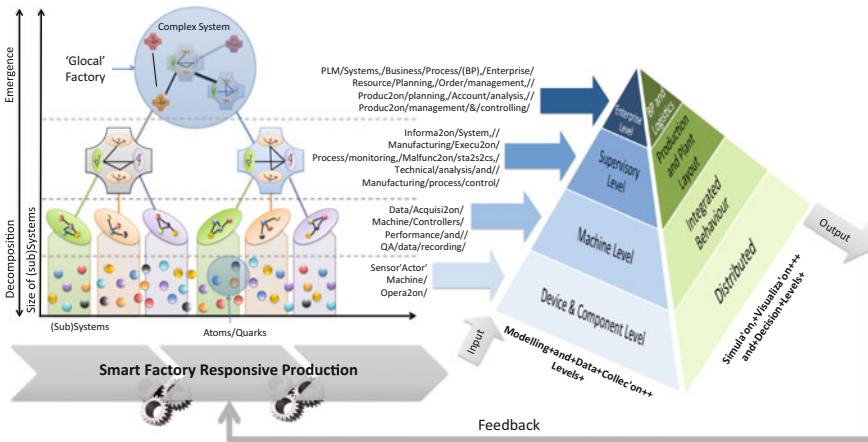 Emergence
Decomposition
Size of (sub)Systems
Complex System
‘Glocal’
Factory
(Sub)Systems
Atoms/Quarks
PLM/Systems,/Business/Process/(BP),/Enterprise/
Resource/Planning,/Order/management,//
Produc2on/planning,/Account/analysis,//
Produc2on/management/&/controlling/
Informa2on/System,//
Manufacturing/Execu2on/
Process/monitoring,/Malfunc2on/sta2s2cs,/
Technical/analysis/and//
Manufacturing/process/control/
Data/Acquisi2on/
Machine/Controllers/
Performance/and//
QA/data/recording/
Sensor'Actor'
Machine/
Opera2on/
Enterprise
Level
Supervisory
Level
Machine Level
Device & Component Level
BP and
Logistics
Production
and Plant
Layout
Integrated
Behaviour
Distributed
Input
Output
Modelling+and+Data+Collec'on++
Levels+
Simula'on,+Visualiza'on+++
and+Decision+Levels+
Smart Factory Responsive Production
Feedback